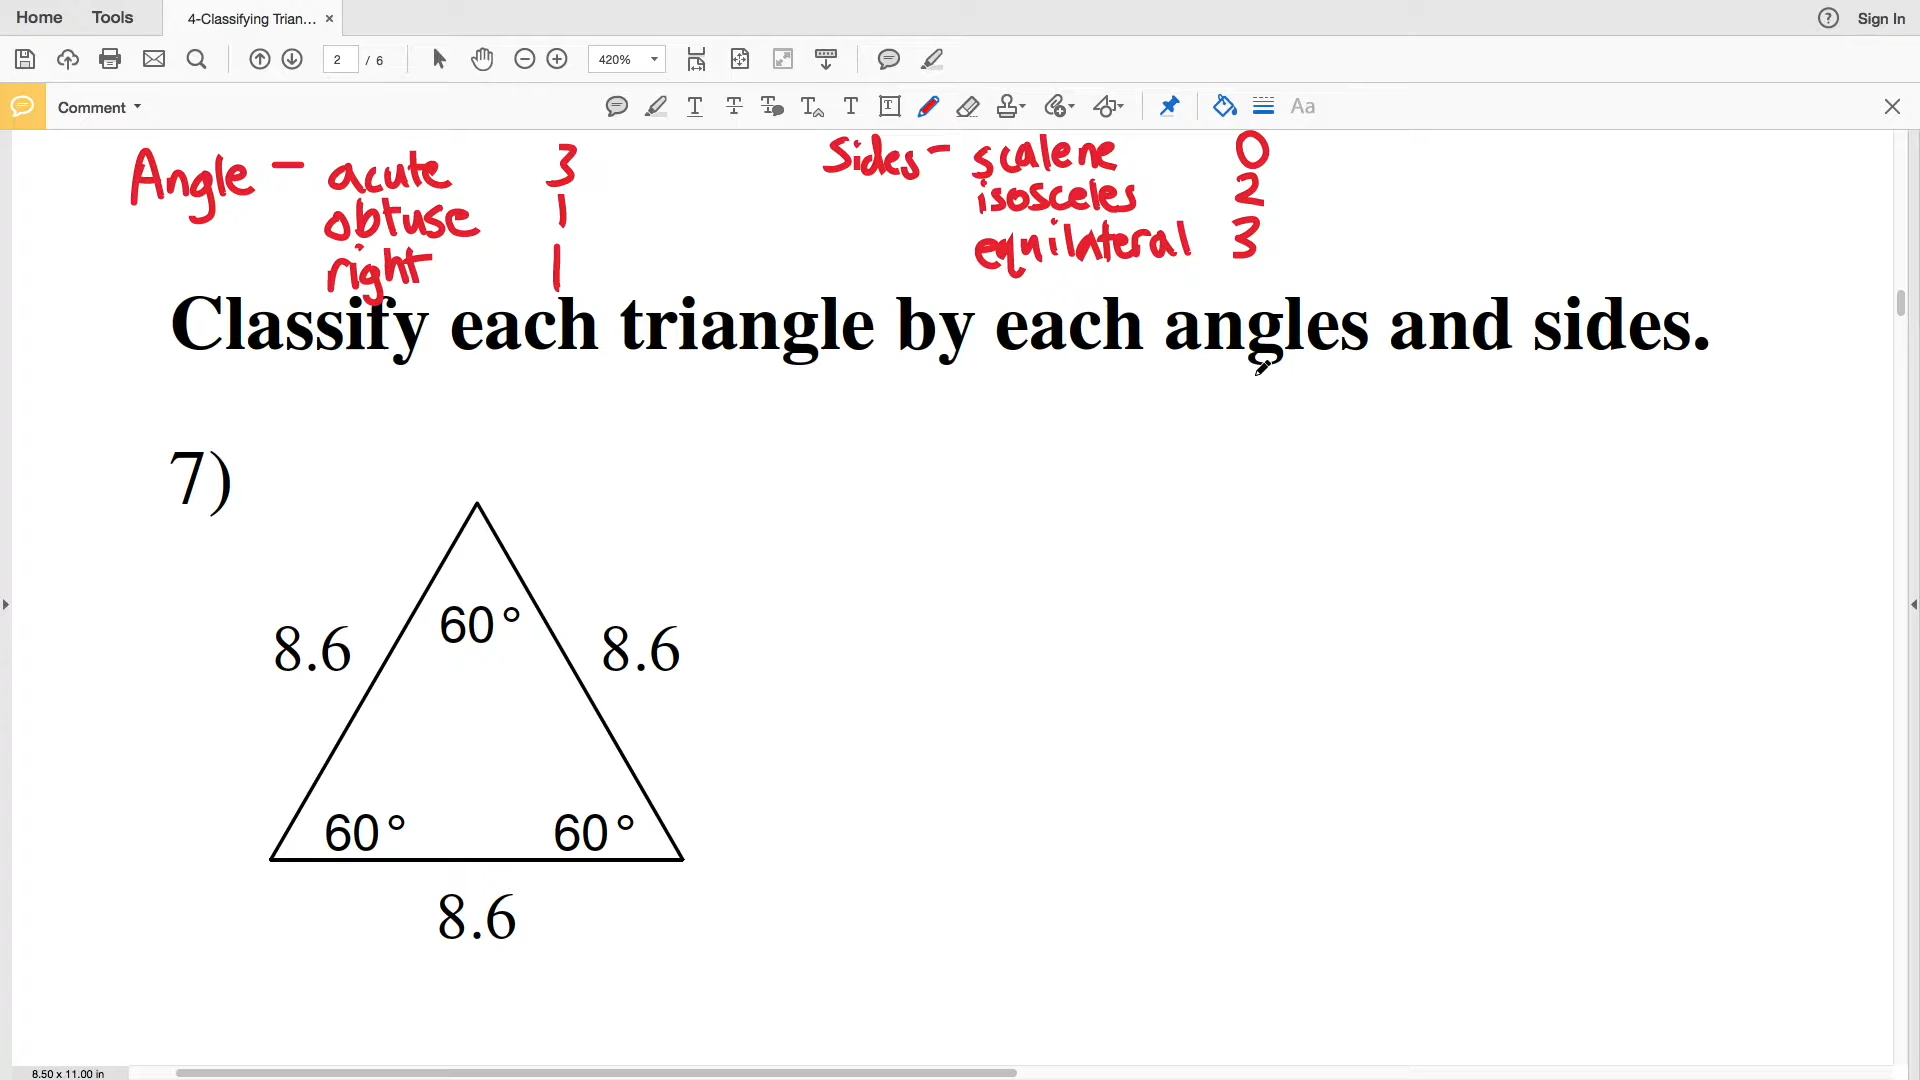 Home Tools 4-Classifying Trian... × ? Sign In
2 / 6 420%
Comment T T T T T T Aa
Angle - acute 3 Sides - scalene 0
obtuse 1 isosceles 2
right 1 equilateral 3
Classify each triangle by each angles and sides.
7)
60°
8.6 8.6
60° 60°
8.6
8.50 x 11.00 in